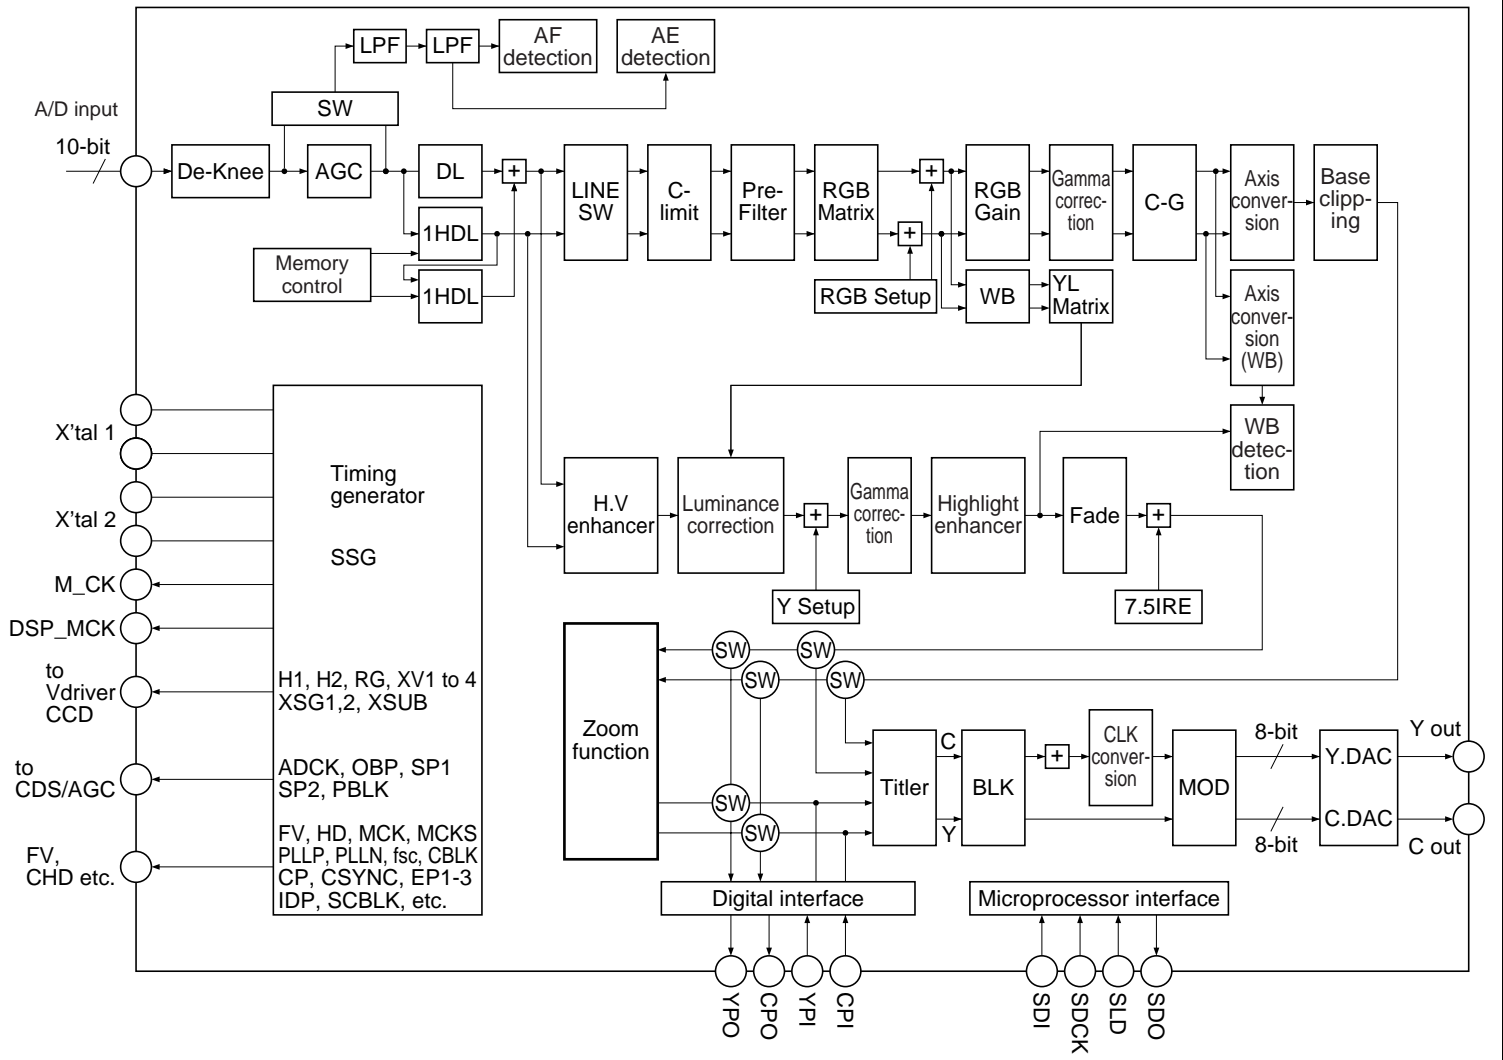 LPF
LPF
AF
detection
AE
detection
SW
A/D input
10-bit
De-Knee
AGC
DL
+
LINE
SW
C-
limit
Pre-
Filter
RGB
Matrix
+
+
RGB
Gain
Gamma
correc-
tion
C-G
Axis
conver-
sion
Base
clipp-
ing
1HDL
Memory
control
1HDL
RGB Setup
WB
YL
Matrix
Axis
conver-
sion
(WB)
WB
detec-
tion
X'tal 1
X'tal 2
M_CK
DSP_MCK
to
Vdriver
CCD
to
CDS/AGC
FV,
CHD etc.
Timing
generator
SSG
H1, H2, RG, XV1 to 4
XSG1,2, XSUB
ADCK, OBP, SP1
SP2, PBLK
FV, HD, MCK, MCKS
PLLP, PLLN, fsc, CBLK
CP, CSYNC, EP1-3
IDP, SCBLK, etc.
H.V
enhancer
Luminance
correction
+
Gamma
correc-
tion
Highlight
enhancer
Fade
+
Y Setup
7.5IRE
Zoom
function
SW
SW
SW
SW
SW
SW
Titler
C
Y
BLK
+
CLK
conver-
sion
MOD
8-bit
8-bit
Y.DAC
C.DAC
Y out
C out
Digital interface
Microprocessor interface
YPO
CPO
YPI
CPI
SDI
SDCK
SLD
SDO